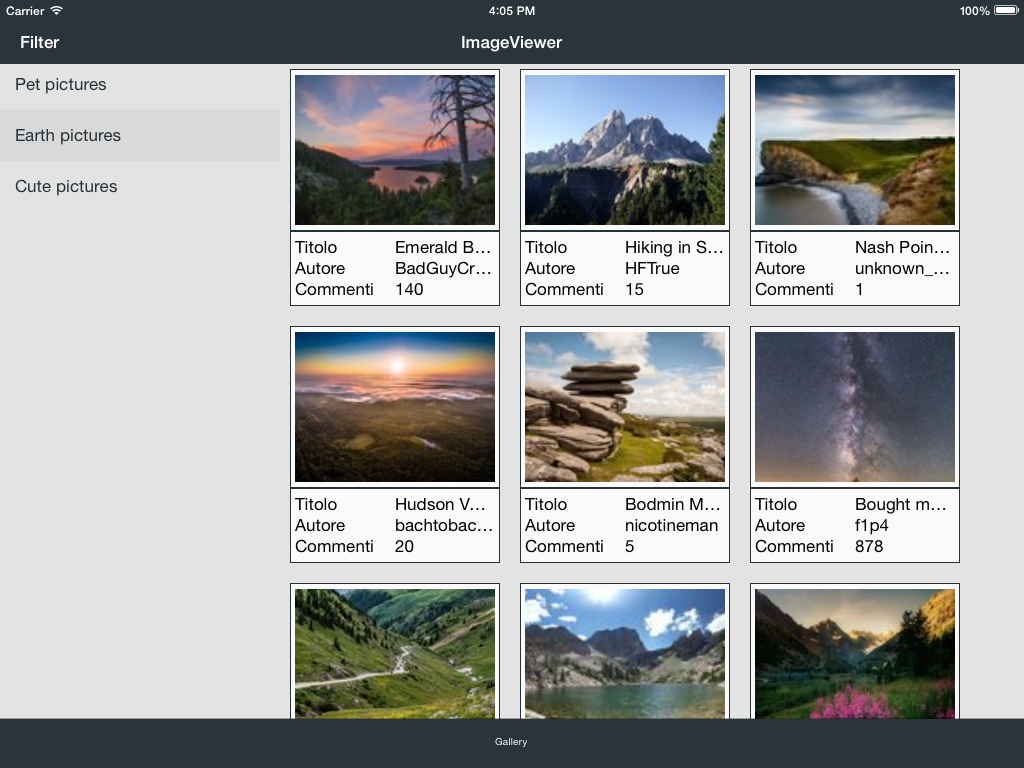 Carrier 4:05 PM 100%
Filter ImageViewer
Pet pictures
Earth pictures
Cute pictures
Titolo Emerald B...
Autore BadGuyCr...
Commenti 140
Titolo Hiking in S...
Autore HFTrue
Commenti 15
Titolo Nash Poin...
Autore unknown_...
Commenti 1
Titolo Hudson V...
Autore bachtobac...
Commenti 20
Titolo Bodmin M...
Autore nicotineman
Commenti 5
Titolo Bought m...
Autore f1p4
Commenti 878
Gallery